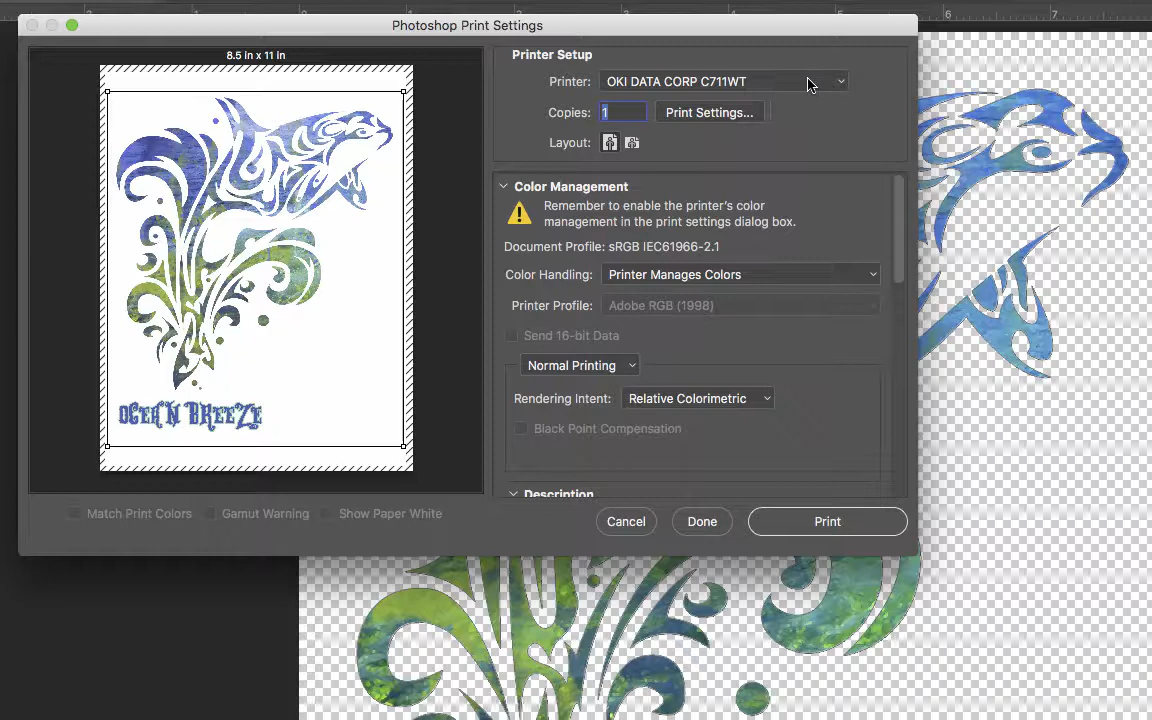 6
7
Photoshop Print Settings
8.5 in x 11 in
OCEA'N BREEZE
Match Print Colors
Gamut Warning
Show Paper White
Printer Setup
Printer: OKI DATA CORP C711WT
Copies: 1 Print Settings...
Layout:
Color Management
Remember to enable the printer's color
management in the print settings dialog box.
Document Profile: sRGB IEC61966-2.1
Color Handling: Printer Manages Colors
Printer Profile: Adobe RGB (1998)
Send 16-bit Data
Normal Printing
Rendering Intent: Relative Colorimetric
Black Point Compensation
Description
Cancel
Done
Print